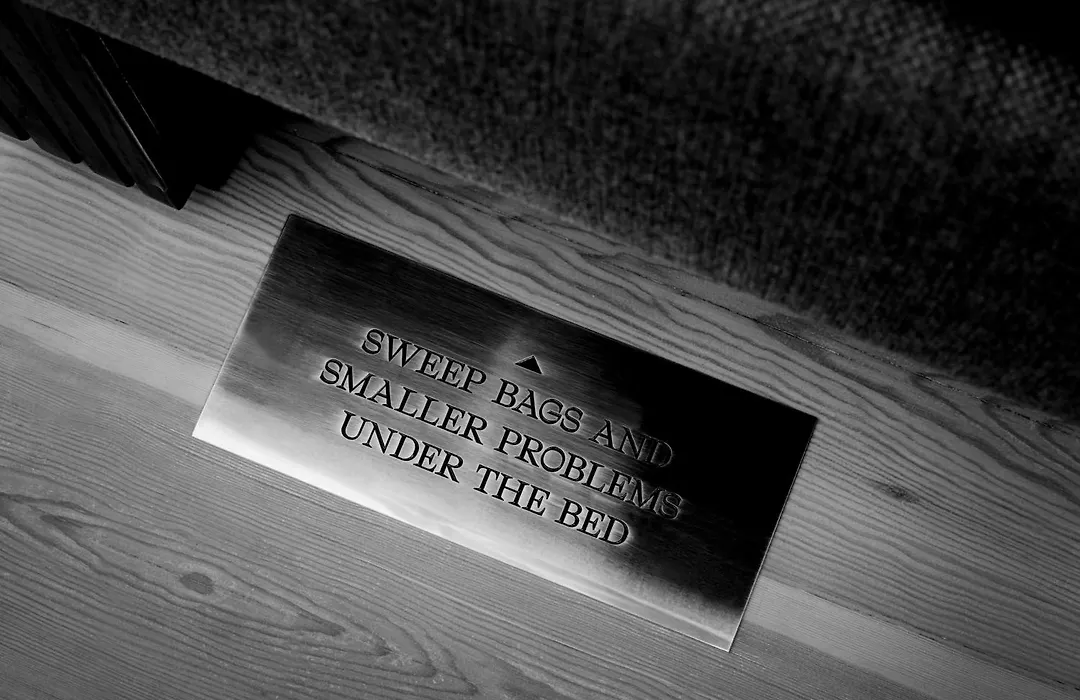 SWEEP BAGS AND
SMALLER PROBLEMS
UNDER THE BED